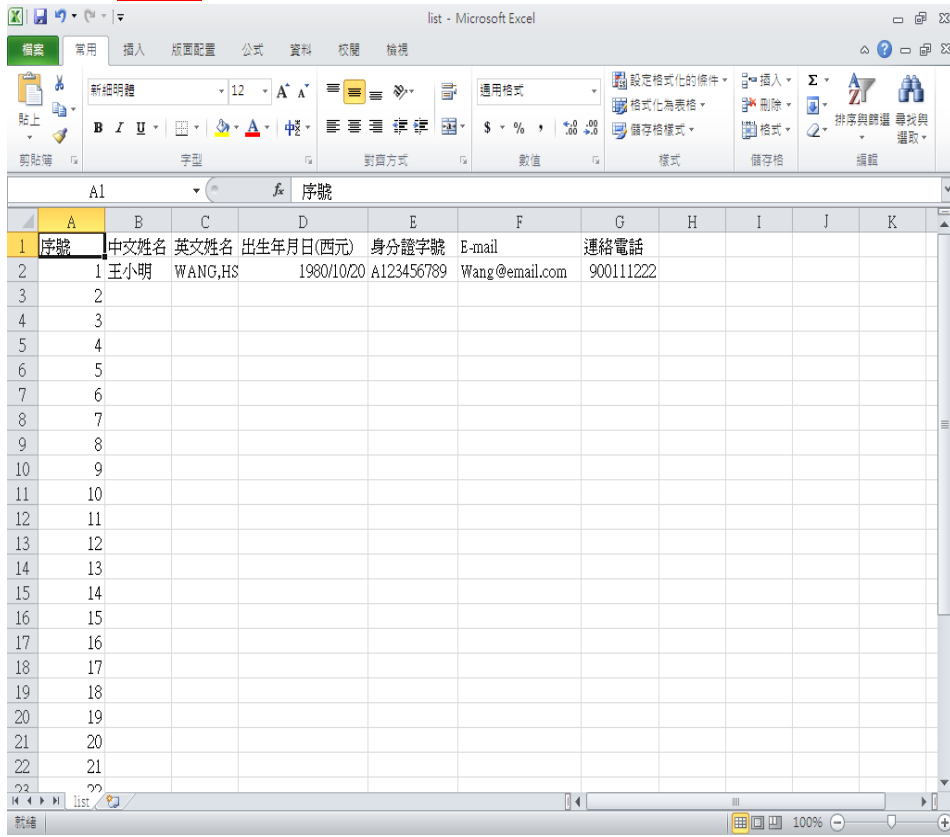 list - Microsoft Excel
檔案 常用 插入 版面配置 公式 資料 校閱 檢視
貼上
新細明體 12 A A
B I U A 中
通用格式
$ % , .0 .00 .00 .0
設定格式化的條件
格式化為表格
儲存格樣式
插入
刪除
格式
Σ
排序與篩選 尋找與
選取
剪貼簿 字型 對齊方式 數值 樣式 儲存格 編輯
A1 fx 序號
A B C D E F G H I J K
1 序號 中文姓名 英文姓名 出生年月日(西元) 身分證字號 E-mail 連絡電話
2 1 王小明 WANG,HS 1980/10/20 A123456789 Wang@email.com 900111222
3 2
4 3
5 4
6 5
7 6
8 7
9 8
10 9
11 10
12 11
13 12
14 13
15 14
16 15
17 16
18 17
19 18
20 19
21 20
22 21
23 22
list
就緒 100%